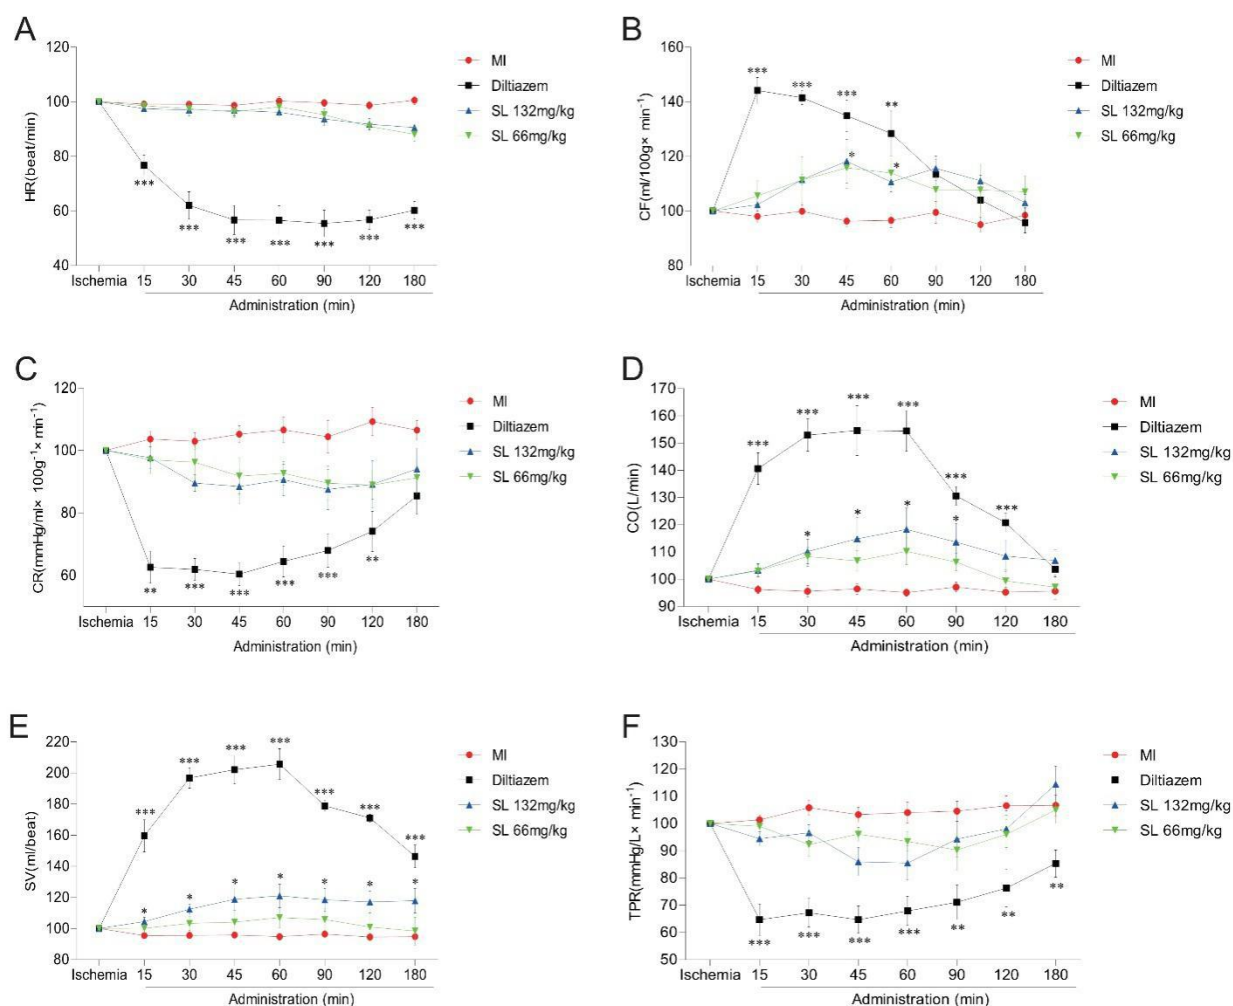 A
HR(beat/min)
120
100
80
60
40
***
***
***
***
***
***
***
Ischemia 15 30 45 60 90 120 180
Administration (min)
MI
Diltiazem
SL 132mg/kg
SL 66mg/kg
B
CF(ml/100g× min⁻¹)
160
140
120
100
80
***
***
***
**
*
*
Ischemia 15 30 45 60 90 120 180
Administration (min)
MI
Diltiazem
SL 132mg/kg
SL 66mg/kg
C
CR(mmHg/ml× 100g⁻¹× min⁻¹)
120
100
80
60
**
***
***
***
***
**
Ischemia 15 30 45 60 90 120 180
Administration (min)
MI
Diltiazem
SL 132mg/kg
SL 66mg/kg
D
CO(L/min)
170
160
150
140
130
120
110
100
90
***
***
***
***
***
***
*
*
*
*
Ischemia 15 30 45 60 90 120 180
Administration (min)
MI
Diltiazem
SL 132mg/kg
SL 66mg/kg
E
SV(ml/beat)
220
200
180
160
140
120
100
80
***
***
***
***
***
***
***
*
*
*
*
*
*
*
Ischemia 15 30 45 60 90 120 180
Administration (min)
MI
Diltiazem
SL 132mg/kg
SL 66mg/kg
F
TPR(mmHg/L× min⁻¹)
130
120
110
100
90
80
70
60
50
***
***
***
***
**
**
**
Ischemia 15 30 45 60 90 120 180
Administration (min)
MI
Diltiazem
SL 132mg/kg
SL 66mg/kg